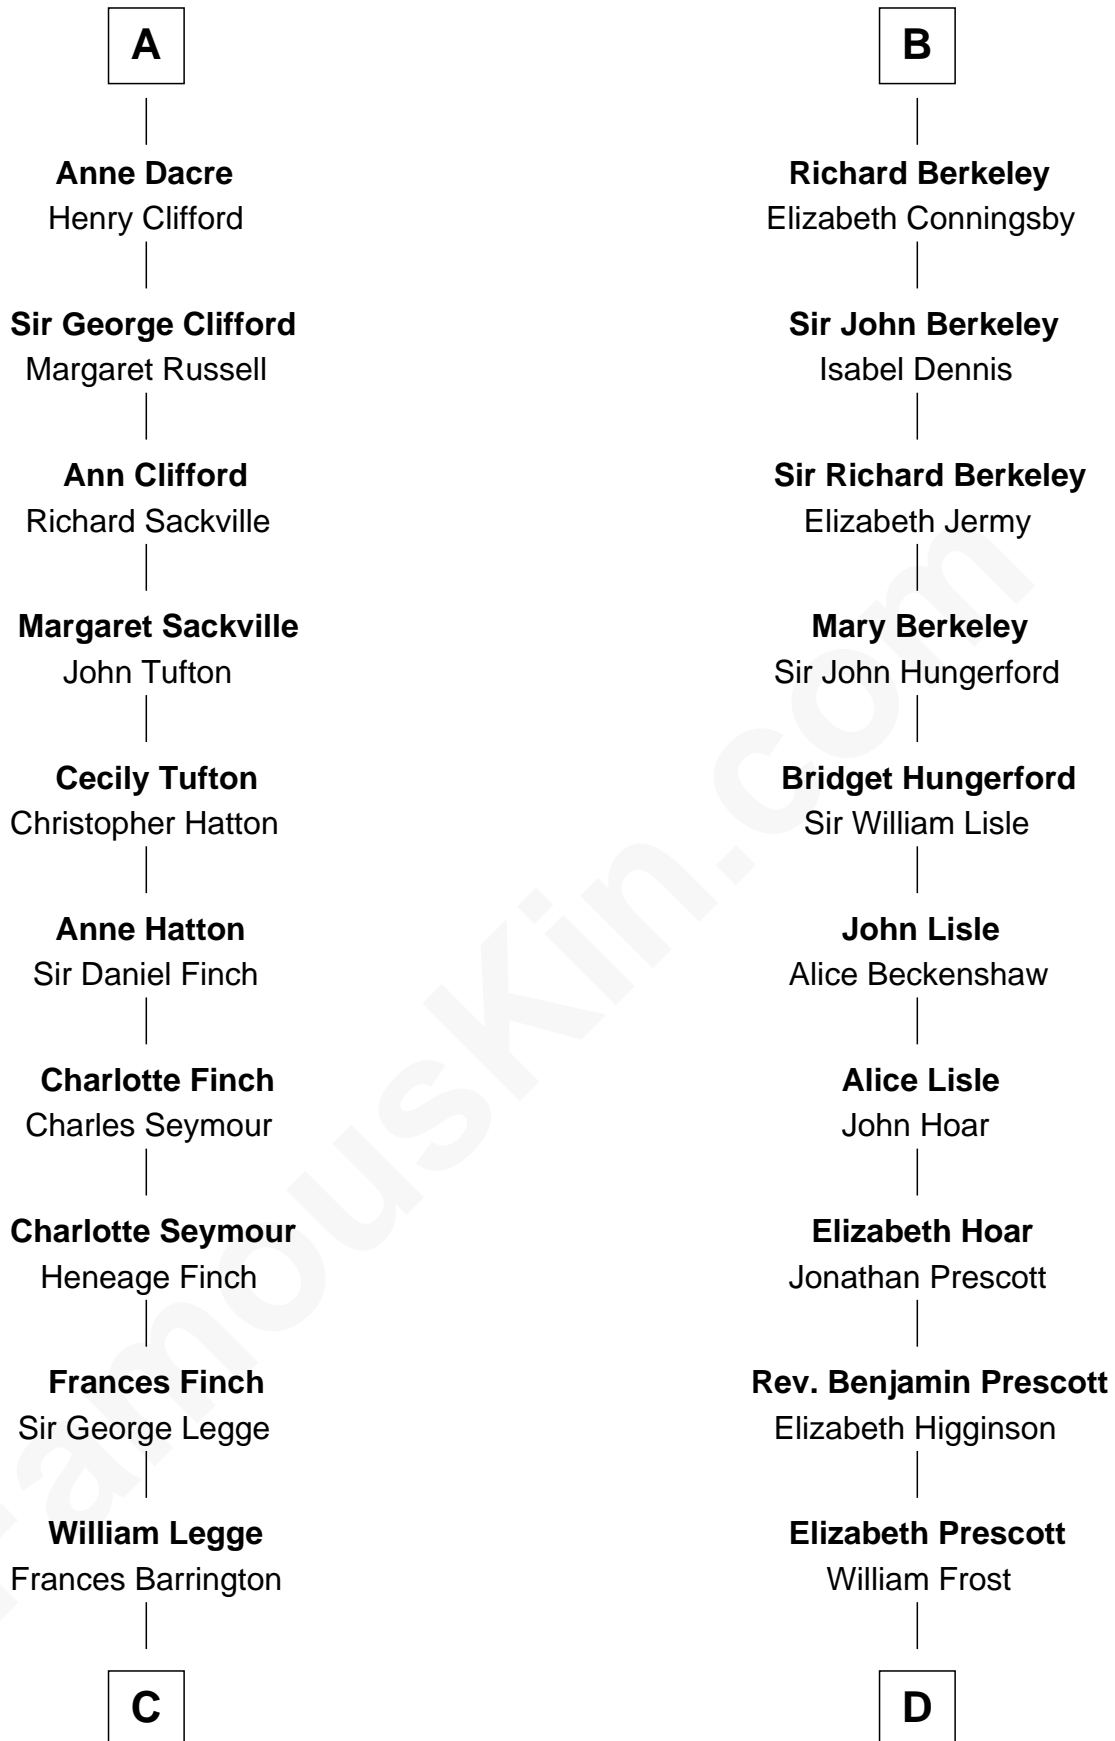 A
Anne Dacre
Henry Clifford
Sir George Clifford
Margaret Russell
Ann Clifford
Richard Sackville
Margaret Sackville
John Tufton
Cecily Tufton
Christopher Hatton
Anne Hatton
Sir Daniel Finch
Charlotte Finch
Charles Seymour
Charlotte Seymour
Heneage Finch
Frances Finch
Sir George Legge
William Legge
Frances Barrington
C
B
Richard Berkeley
Elizabeth Conningsby
Sir John Berkeley
Isabel Dennis
Sir Richard Berkeley
Elizabeth Jermy
Mary Berkeley
Sir John Hungerford
Bridget Hungerford
Sir William Lisle
John Lisle
Alice Beckenshaw
Alice Lisle
John Hoar
Elizabeth Hoar
Jonathan Prescott
Rev. Benjamin Prescott
Elizabeth Higginson
Elizabeth Prescott
William Frost
D
FamousKin.com